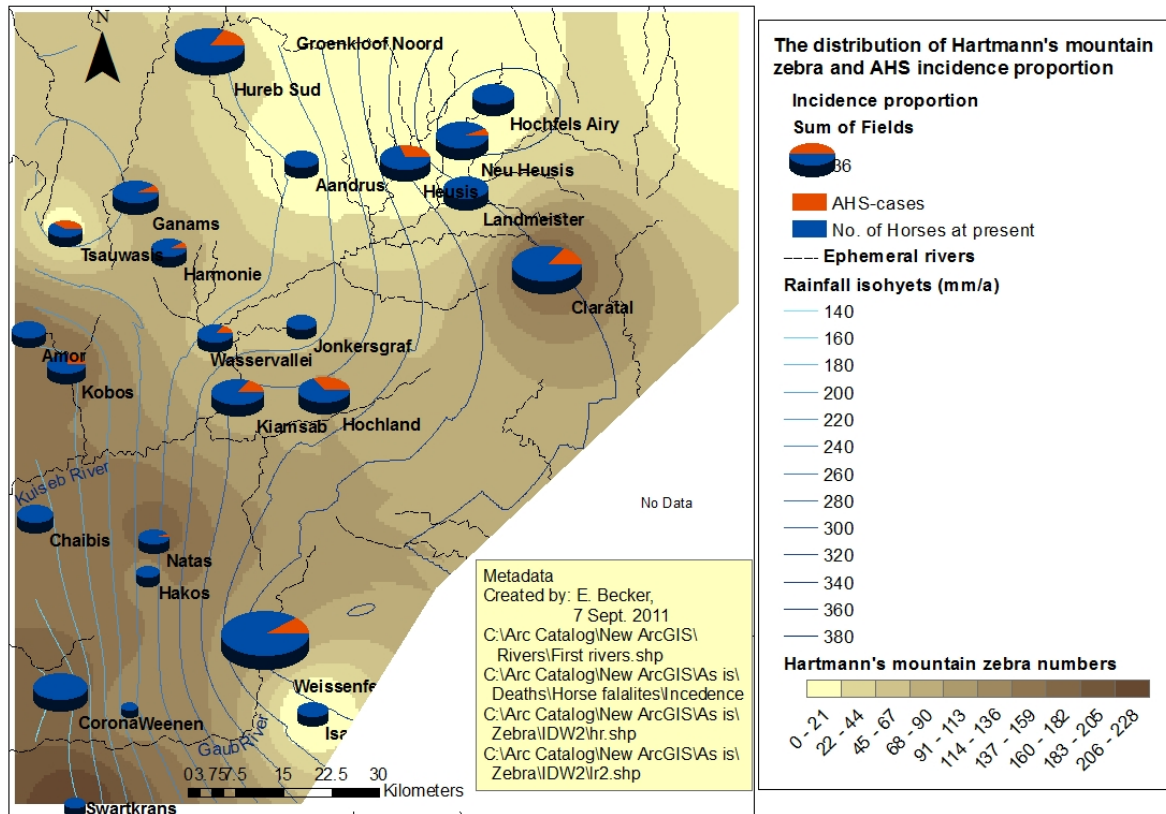 N
Groenkloof Noord
Hureb Sud
Hochfels Airy
Aandrus
Heusis
Neu Heusis
Landmeister
Ganams
Tsauwasis
Harmonie
Claratal
Amor
Kobos
Wasservallei
Jonkersgraf
Kiamsab
Hochland
Kuiseb River
Chaibis
Natas
Hakos
No Data
Weissenfe
Corona
Weenen
Isa
Gaub River
Swartkrans
0 3.75 7.5 15 22.5 30
Kilometers
Metadata
Created by: E. Becker,
7 Sept. 2011
C:\Arc Catalog\New ArcGIS\
Rivers\First rivers.shp
C:\Arc Catalog\New ArcGIS\As is\
Deaths\Horse falalites\Incedence
C:\Arc Catalog\New ArcGIS\As is\
Zebra\IDW2\hr.shp
C:\Arc Catalog\New ArcGIS\As is\
Zebra\IDW2\lr2.shp
The distribution of Hartmann's mountain
zebra and AHS incidence proportion
Incidence proportion
Sum of Fields
36
AHS-cases
No. of Horses at present
Ephemeral rivers
Rainfall isohyets (mm/a)
140
160
180
200
220
240
260
280
300
320
340
360
380
Hartmann's mountain zebra numbers
0 - 21
22 - 44
45 - 67
68 - 90
91 - 113
114 - 136
137 - 159
160 - 182
183 - 205
206 - 228